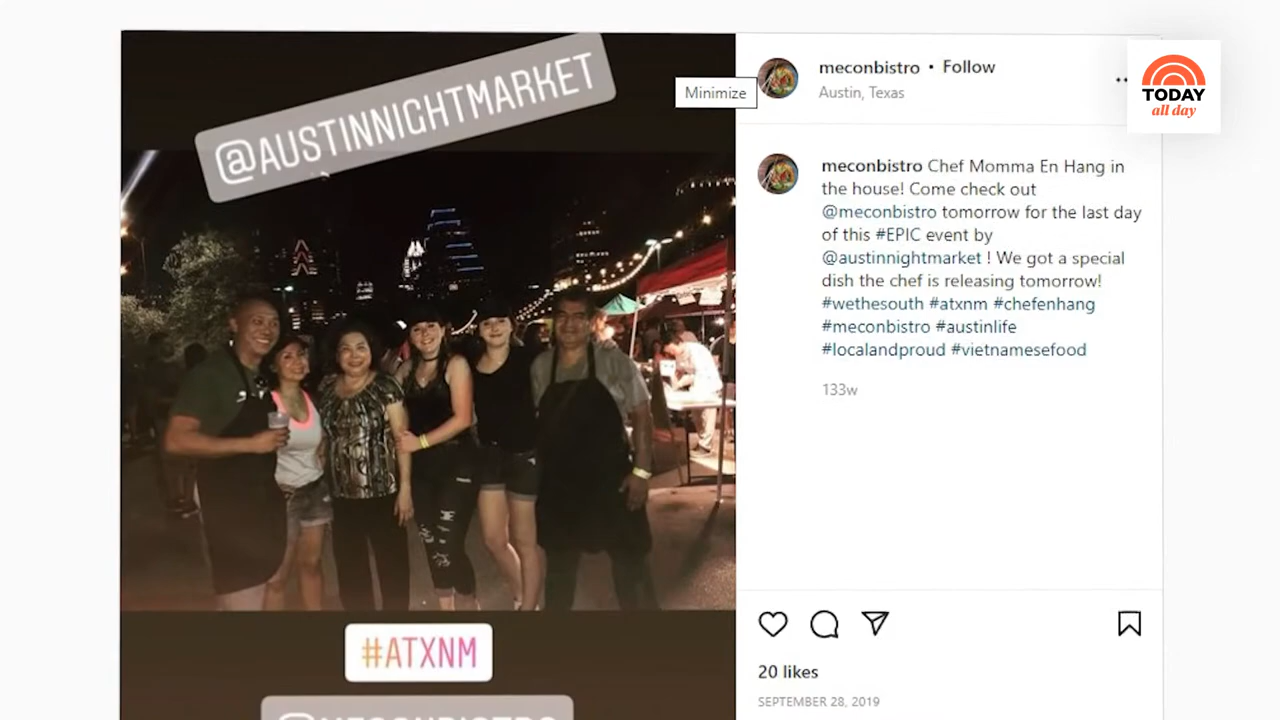 @AUSTINNIGHTMARKET
#ATXNM
@MECONBISTRO
Minimize
meconbistro • Follow
Austin, Texas
TODAY
all day
meconbistro Chef Momma En Hang in
the house! Come check out
@meconbistro tomorrow for the last day
of this #EPIC event by
@austinnightmarket ! We got a special
dish the chef is releasing tomorrow!
#wethesouth #atxnm #chefenhang
#meconbistro #austinlife
#localandproud #vietnamesefood
133w
20 likes
SEPTEMBER 28, 2019